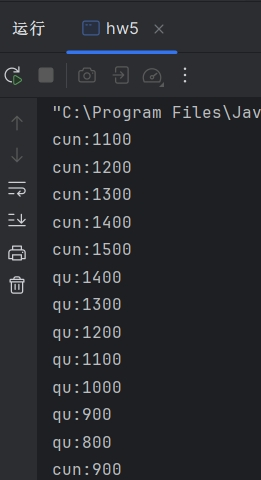 运行
hw5
"C:\Program Files\Jav
cun:1100
cun:1200
cun:1300
cun:1400
cun:1500
qu:1400
qu:1300
qu:1200
qu:1100
qu:1000
qu:900
qu:800
cun:900